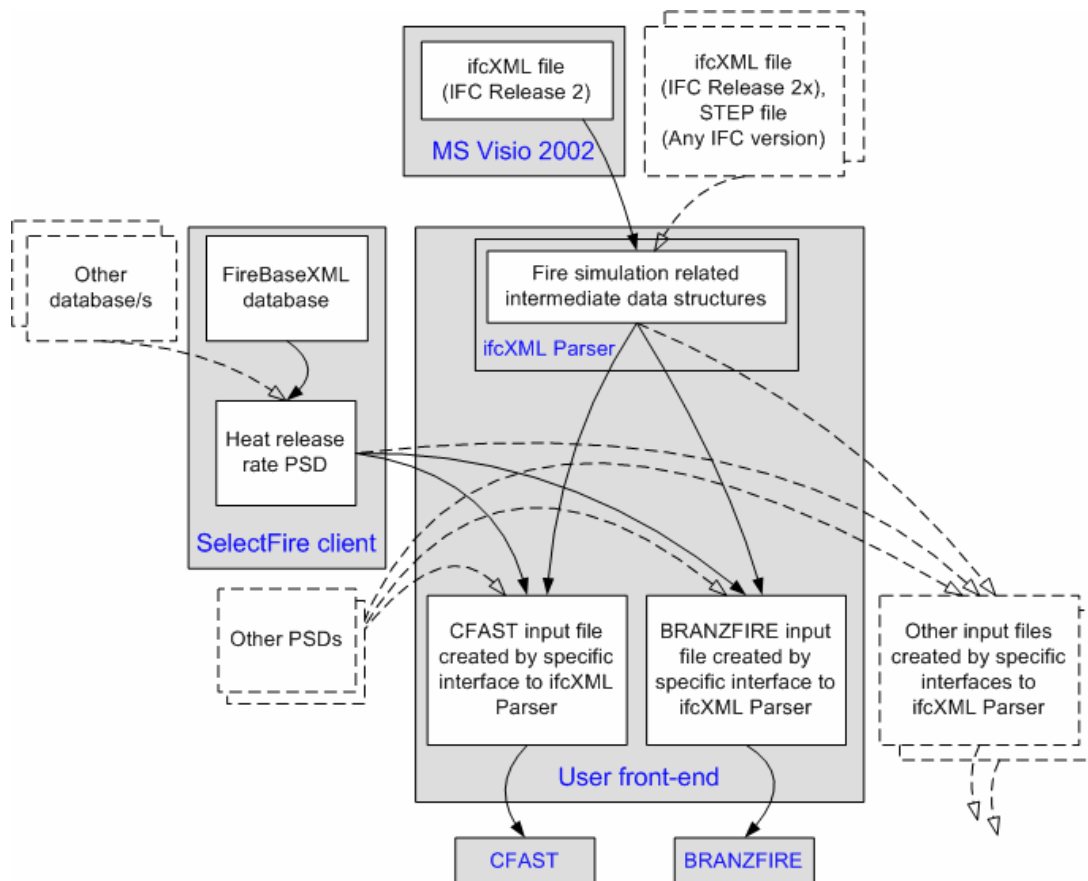 ifcXML file
(IFC Release 2)
MS Visio 2002
ifcXML file
(IFC Release 2x),
STEP file
(Any IFC version)
Other
database/s
FireBaseXML
database
Heat release
rate PSD
SelectFire client
Fire simulation related
intermediate data structures
ifcXML Parser
Other PSDs
CFAST input file
created by specific
interface to ifcXML
Parser
BRANZFIRE input
file created by
specific interface to
ifcXML Parser
Other input files
created by specific
interfaces to
ifcXML Parser
User front-end
CFAST
BRANZFIRE